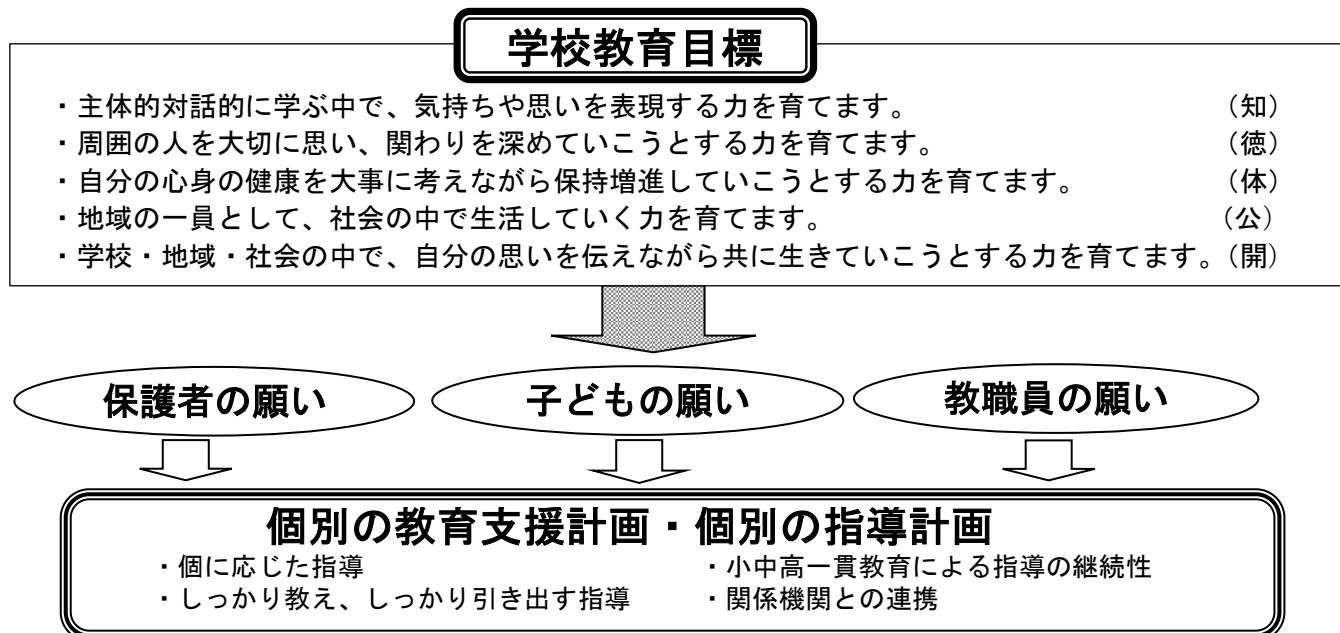 学校教育目標
・主体的対話的に学ぶ中で、気持ちや思いを表現する力を育てます。（知）
・周囲の人を大切に思い、関わりを深めていこうとする力を育てます。（徳）
・自分の心身の健康を大事に考えながら保持増進していこうとする力を育てます。（体）
・地域の一員として、社会の中で生活していく力を育てます。（公）
・学校・地域・社会の中で、自分の思いを伝えながら共に生きていこうとする力を育てます。（開）
保護者の願い
子どもの願い
教職員の願い
個別の教育支援計画・個別の指導計画
・個に応じた指導
・小中高一貫教育による指導の継続性
・しっかり教え、しっかり引き出す指導
・関係機関との連携